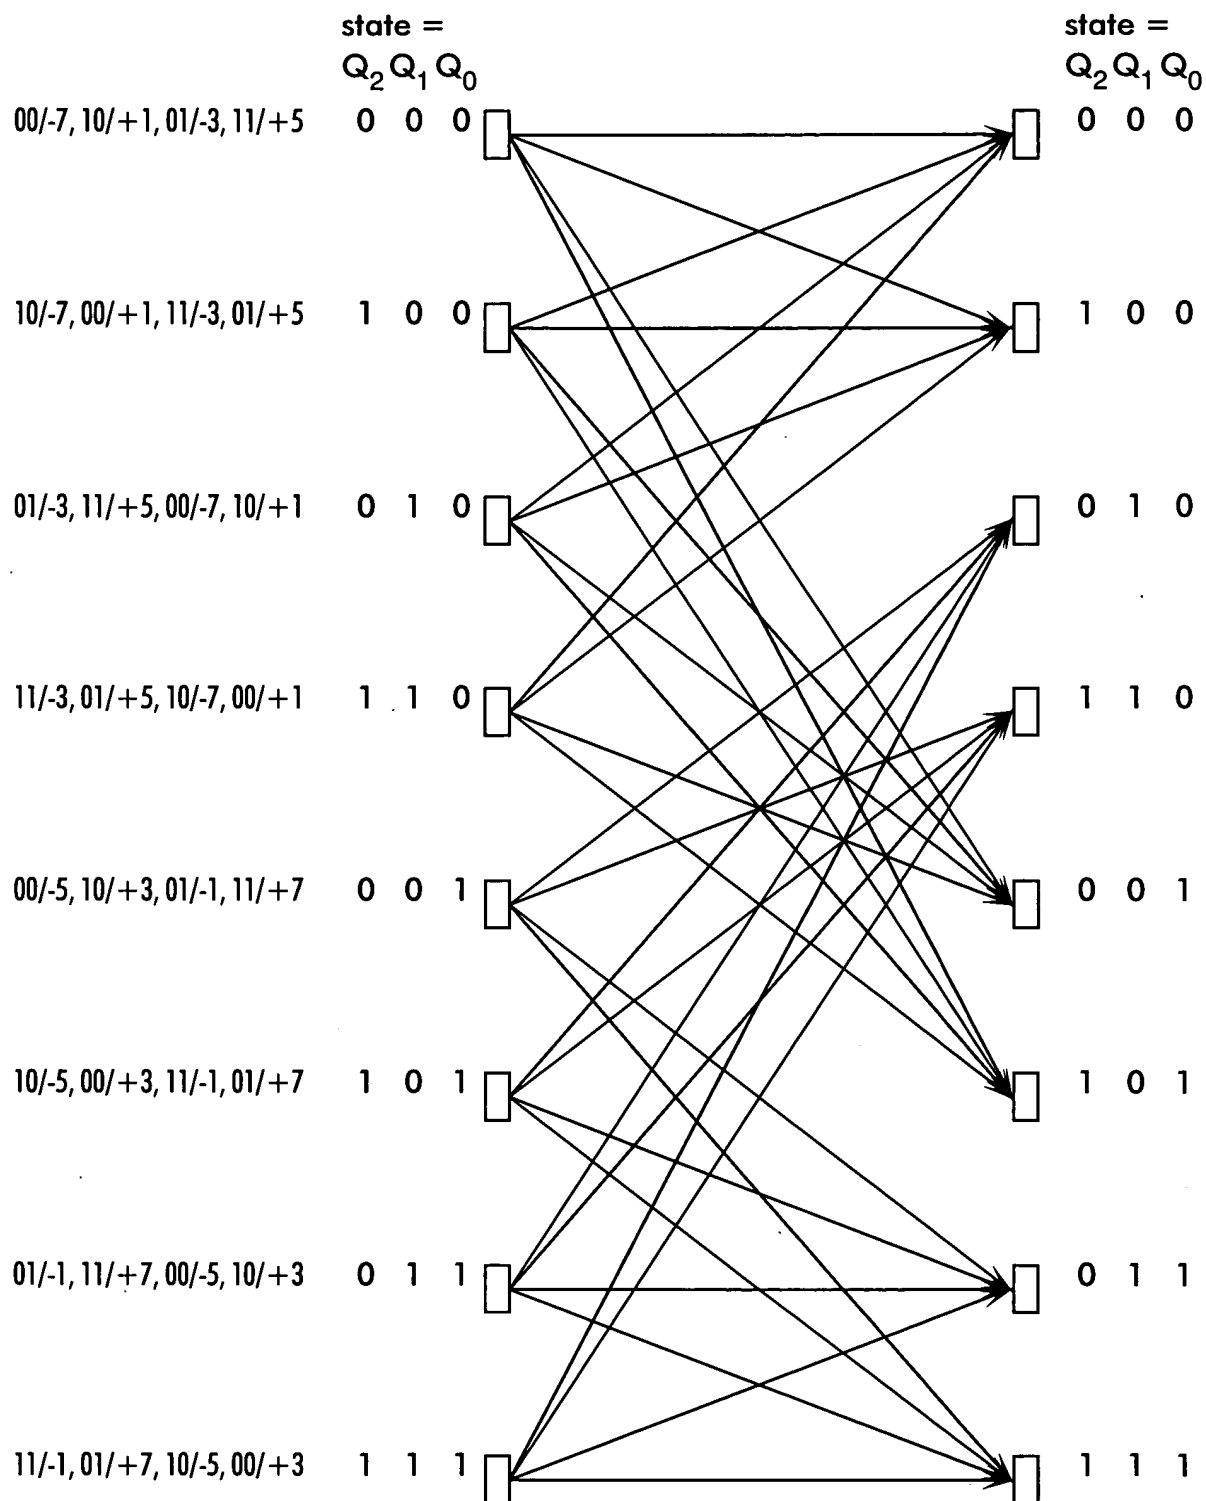 state = state =
Q2 Q1 Q0 Q2 Q1 Q0
00/-7, 10/+1, 01/-3, 11/+5 0 0 0 0 0 0
10/-7, 00/+1, 11/-3, 01/+5 1 0 0 1 0 0
01/-3, 11/+5, 00/-7, 10/+1 0 1 0 0 1 0
11/-3, 01/+5, 10/-7, 00/+1 1 1 0 1 1 0
00/-5, 10/+3, 01/-1, 11/+7 0 0 1 0 0 1
10/-5, 00/+3, 11/-1, 01/+7 1 0 1 1 0 1
01/-1, 11/+7, 00/-5, 10/+3 0 1 1 0 1 1
11/-1, 01/+7, 10/-5, 00/+3 1 1 1 1 1 1